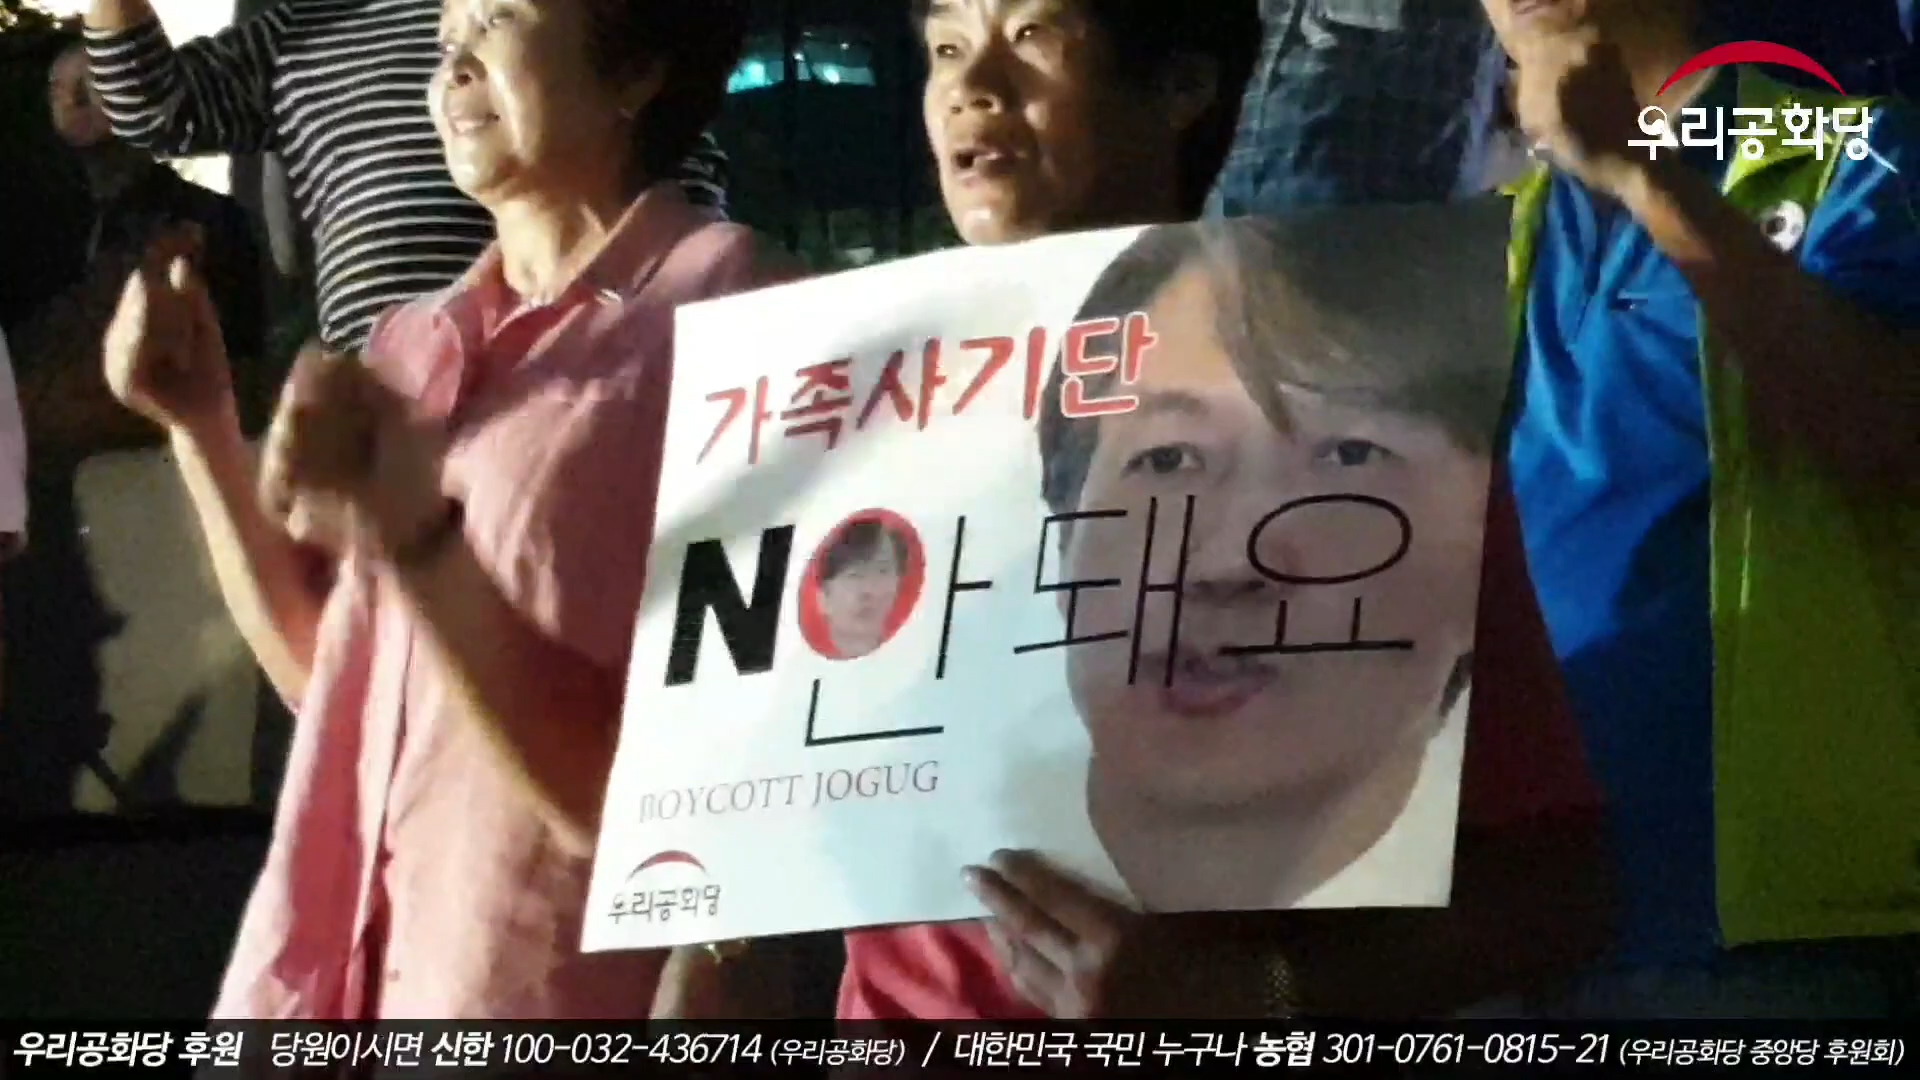 우리공화당
가족사기단
N안돼요
BOYCOTT JOGUG
우리공화당
우리공화당 후원 당원이시면 신한 100-032-436714 (우리공화당) / 대한민국 국민 누구나 농협 301-0761-0815-21 (우리공화당 중앙당 후원회)